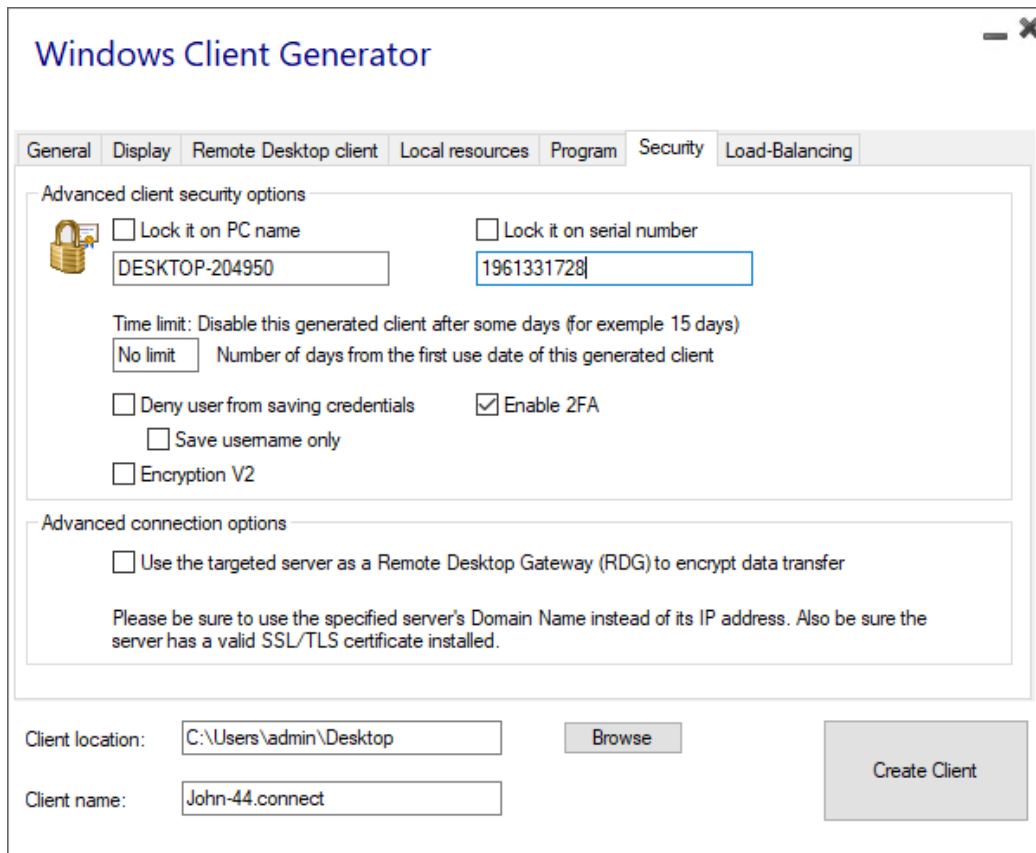 Windows Client Generator
General Display Remote Desktop client Local resources Program Security Load-Balancing
Advanced client security options
Lock it on PC name Lock it on serial number
DESKTOP-204950 1961331728
Time limit: Disable this generated client after some days (for exemple 15 days)
No limit Number of days from the first use date of this generated client
Deny user from saving credentials Enable 2FA
Save username only
Encryption V2
Advanced connection options
Use the targeted server as a Remote Desktop Gateway (RDG) to encrypt data transfer
Please be sure to use the specified server's Domain Name instead of its IP address. Also be sure the
server has a valid SSL/TLS certificate installed.
Client location: C:\Users\admin\Desktop Browse
Create Client
Client name: John-44.connect